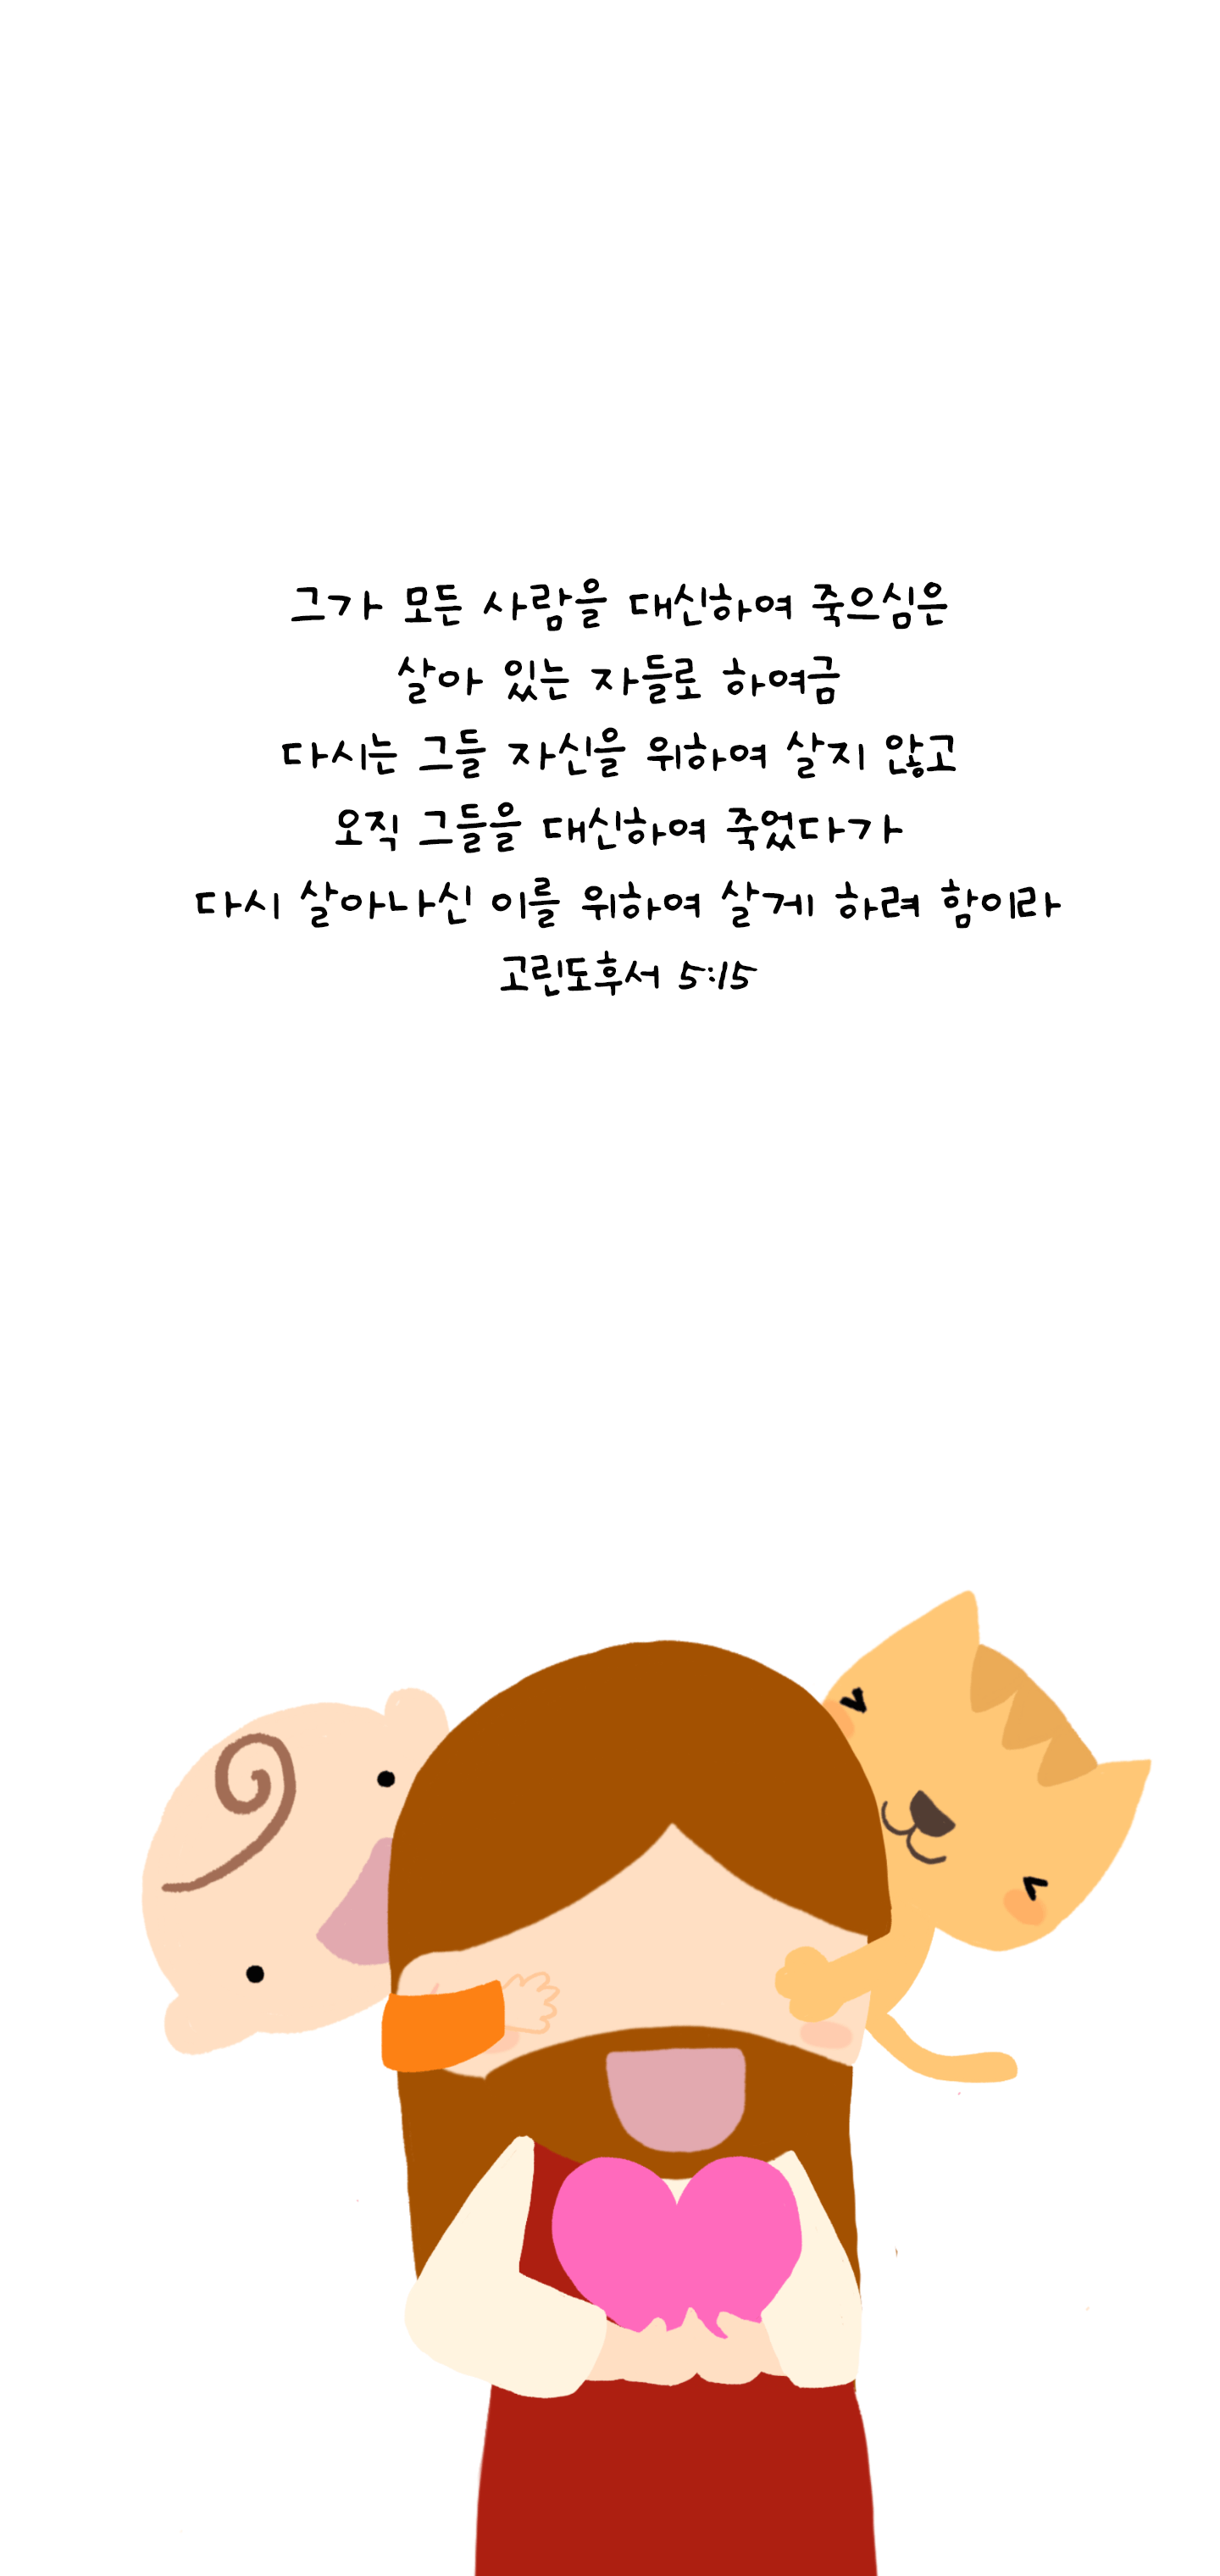 그가 모든 사람을 대신하여 죽으심은
살아 있는 자들로 하여금
다시는 그들 자신을 위하여 살지 않고
오직 그들을 대신하여 죽었다가
다시 살아나신 이를 위하여 살게 하려 함이라
고린도후서 5:15